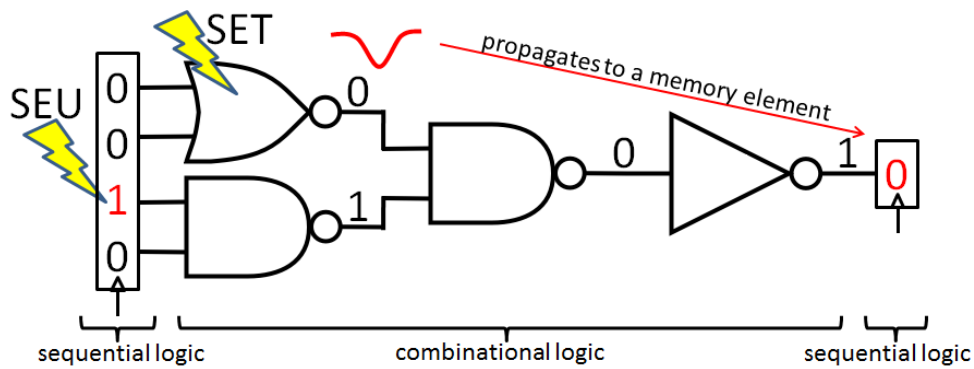 SET
SEU
propagates to a memory element
0
0
1
0
0
1
0
1
0
sequential logic
combinational logic
sequential logic